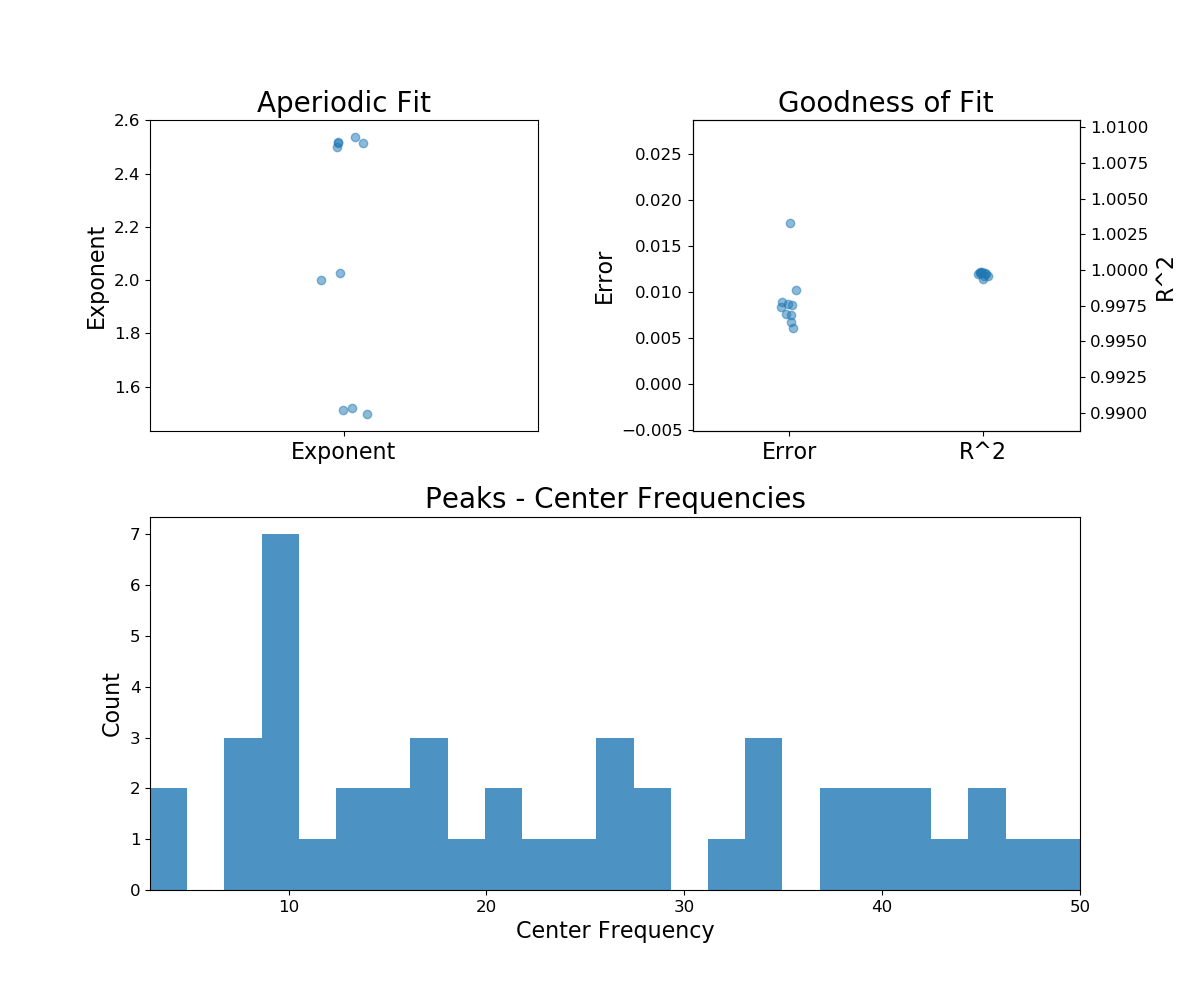 Aperiodic Fit
2.6
2.4
2.2
2.0
1.8
1.6
Exponent
Exponent
Goodness of Fit
0.025
0.020
0.015
0.010
0.005
0.000
−0.005
Error
Error
R^2
1.0100
1.0075
1.0050
1.0025
1.0000
0.9975
0.9950
0.9925
0.9900
R^2
Peaks - Center Frequencies
7
6
5
4
3
2
1
0
Count
10 20 30 40 50
Center Frequency